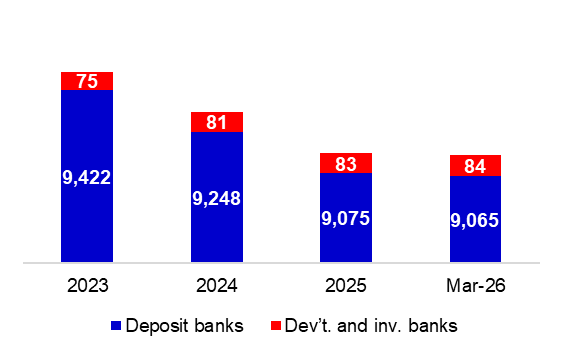 75 81 83 84
9,422 9,248 9,075 9,065
2023 2024 2025 Mar-26
Deposit banks Dev't. and inv. banks